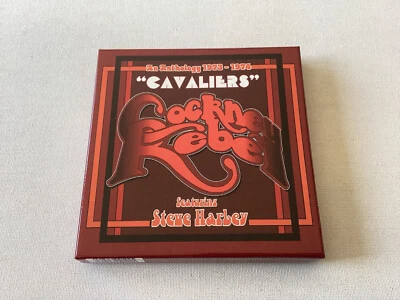 An Anthology 1973 - 1974
"CAVALIERS"
Cockney
Rebel
featuring
Steve Harley